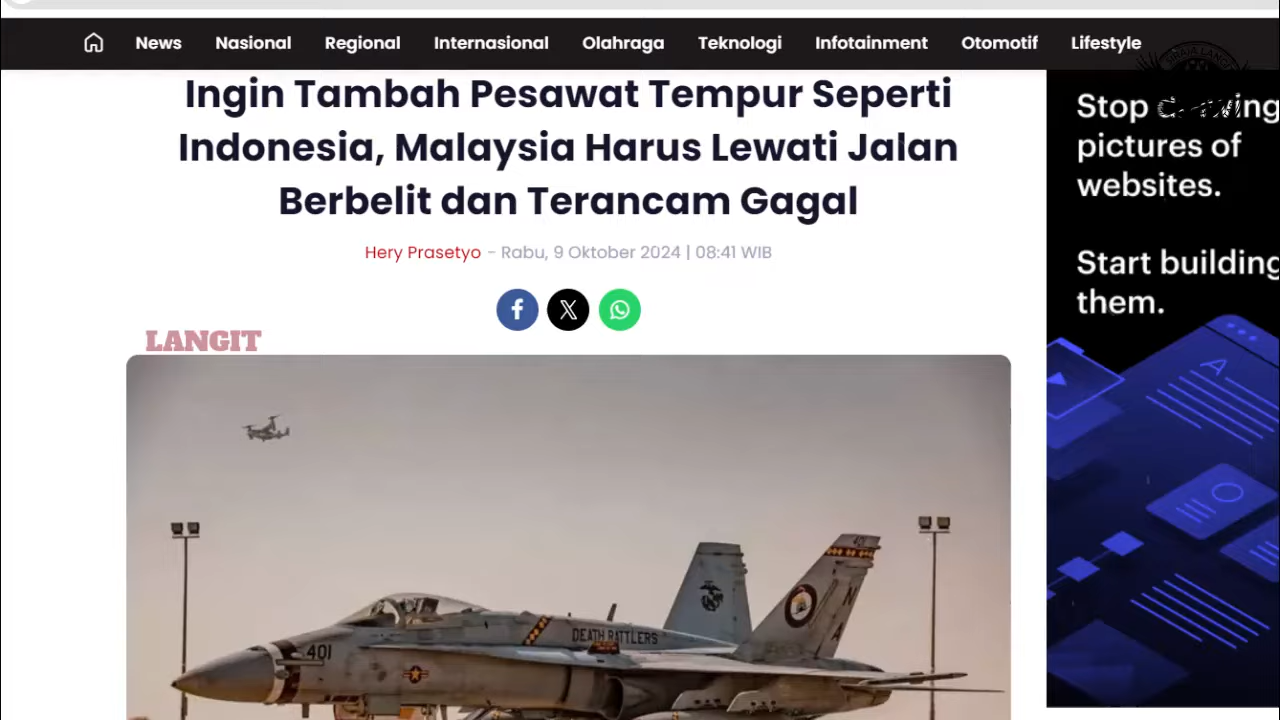 News Nasional Regional Internasional Olahraga Teknologi Infotainment Otomotif Lifestyle
Ingin Tambah Pesawat Tempur Seperti
Indonesia, Malaysia Harus Lewati Jalan
Berbelit dan Terancam Gagal
Hery Prasetyo - Rabu, 9 Oktober 2024 | 08:41 WIB
LANGIT
Stop
pictures of
websites.
Start building
them.
A
401
NA
DEATH RATTLERS
401